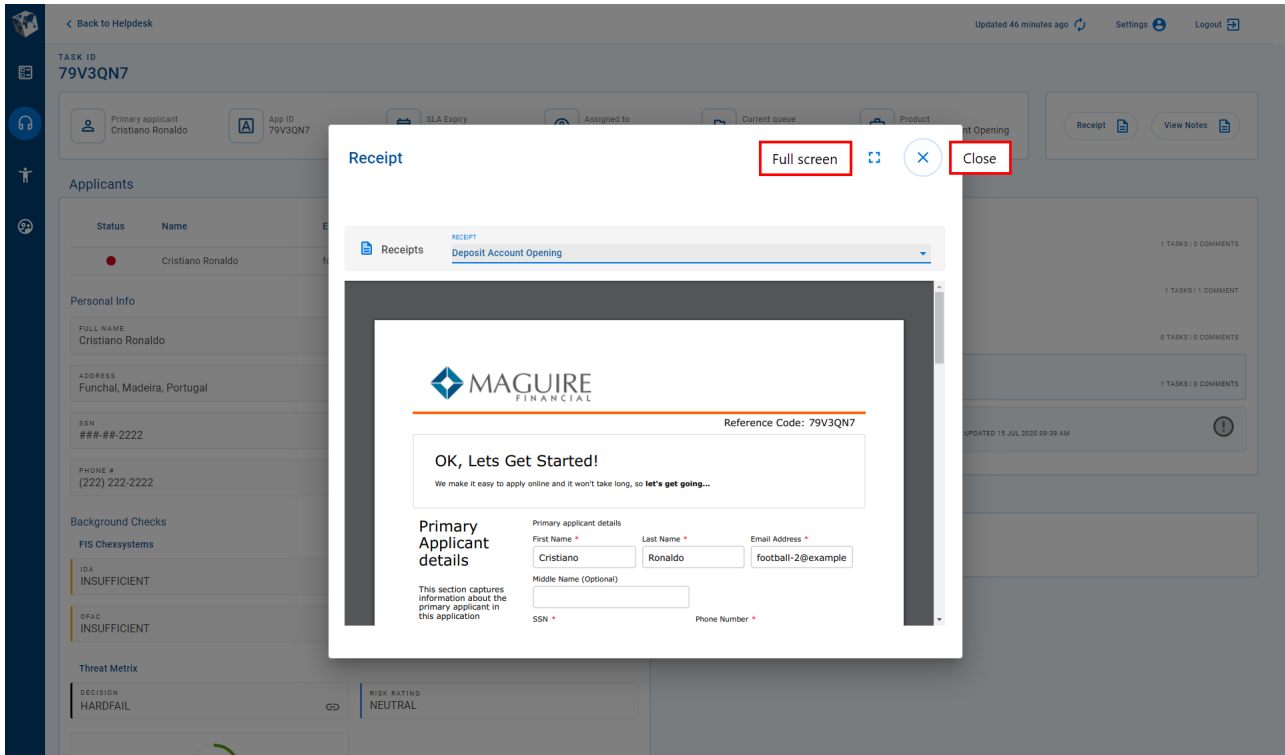 Back to Helpdesk
Updated 46 minutes ago
Settings
Logout
TASK ID
79V3QN7
Primary applicant
Cristiano Ronaldo
App ID
79V3QN7
SLA Expiry
Assigned to
Current queue
Product
nt Opening
Receipt
View Notes
Receipt
Full screen
Close
Applicants
Status Name E
Cristiano Ronaldo
Receipts
RECEIPT
Deposit Account Opening
1 TASKS | 0 COMMENTS
1 TASKS | 1 COMMENT
0 TASKS | 0 COMMENTS
1 TASKS | 0 COMMENTS
UPDATED 15 JUL 2020 09:39 AM
Personal Info
FULL NAME
Cristiano Ronaldo
ADDRESS
Funchal, Madeira, Portugal
SSN
###-##-2222
PHONE #
(222) 222-2222
Background Checks
FIS Chexsystems
IDA
INSUFFICIENT
OFAC
INSUFFICIENT
Threat Metrix
DECISION
HARDFAIL
RISK RATING
NEUTRAL
MAGUIRE
FINANCIAL
Reference Code: 79V3QN7
OK, Lets Get Started!
We make it easy to apply online and it won't take long, so let's get going...
Primary
Applicant
details
This section captures
information about the
primary applicant in
this application
Primary applicant details
First Name * Last Name * Email Address *
Cristiano Ronaldo football-2@example
Middle Name (Optional)
SSN * Phone Number *